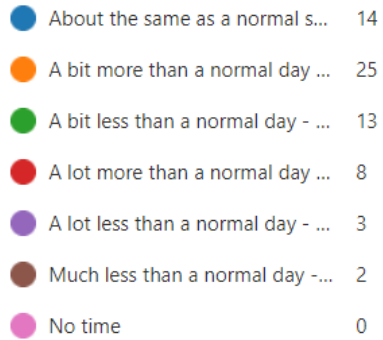 About the same as a normal s... 14
A bit more than a normal day ... 25
A bit less than a normal day - ... 13
A lot more than a normal day ... 8
A lot less than a normal day - ... 3
Much less than a normal day -... 2
No time 0